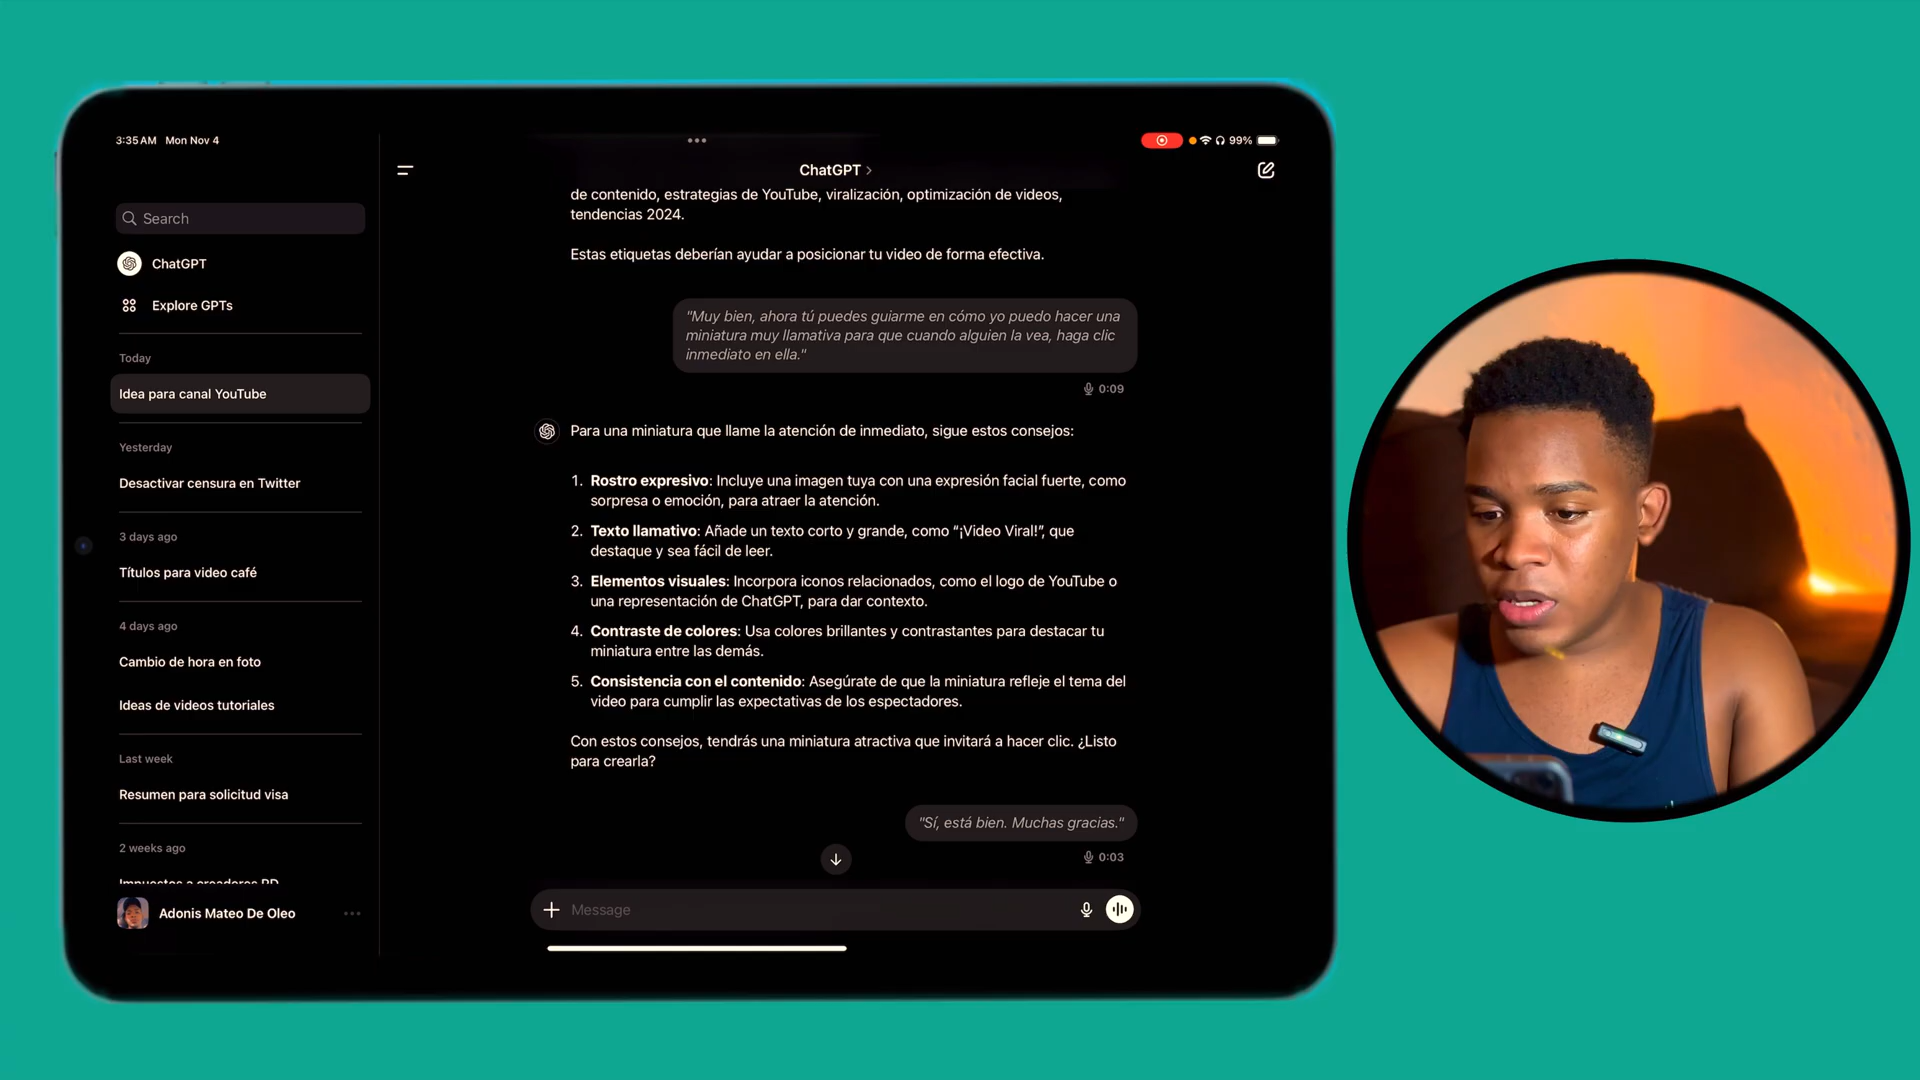 3:35 AM Mon Nov 4
99%
Search
ChatGPT
Explore GPTs
Today
Idea para canal YouTube
Yesterday
Desactivar censura en Twitter
3 days ago
Títulos para video café
4 days ago
Cambio de hora en foto
Ideas de videos tutoriales
Last week
Resumen para solicitud visa
2 weeks ago
Impuestos a creadores RD
Adonis Mateo De Oleo
ChatGPT
de contenido, estrategias de YouTube, viralización, optimización de videos,
tendencias 2024.
Estas etiquetas deberían ayudar a posicionar tu video de forma efectiva.
"Muy bien, ahora tú puedes guiarme en cómo yo puedo hacer una
miniatura muy llamativa para que cuando alguien la vea, haga clic
inmediato en ella."
0:09
Para una miniatura que llame la atención de inmediato, sigue estos consejos:
1. Rostro expresivo: Incluye una imagen tuya con una expresión facial fuerte, como
sorpresa o emoción, para atraer la atención.
2. Texto llamativo: Añade un texto corto y grande, como “¡Video Viral!”, que
destaque y sea fácil de leer.
3. Elementos visuales: Incorpora iconos relacionados, como el logo de YouTube o
una representación de ChatGPT, para dar contexto.
4. Contraste de colores: Usa colores brillantes y contrastantes para destacar tu
miniatura entre las demás.
5. Consistencia con el contenido: Asegúrate de que la miniatura refleje el tema del
video para cumplir las expectativas de los espectadores.
Con estos consejos, tendrás una miniatura atractiva que invitará a hacer clic. ¿Listo
para crearla?
"Sí, está bien. Muchas gracias."
0:03
Message